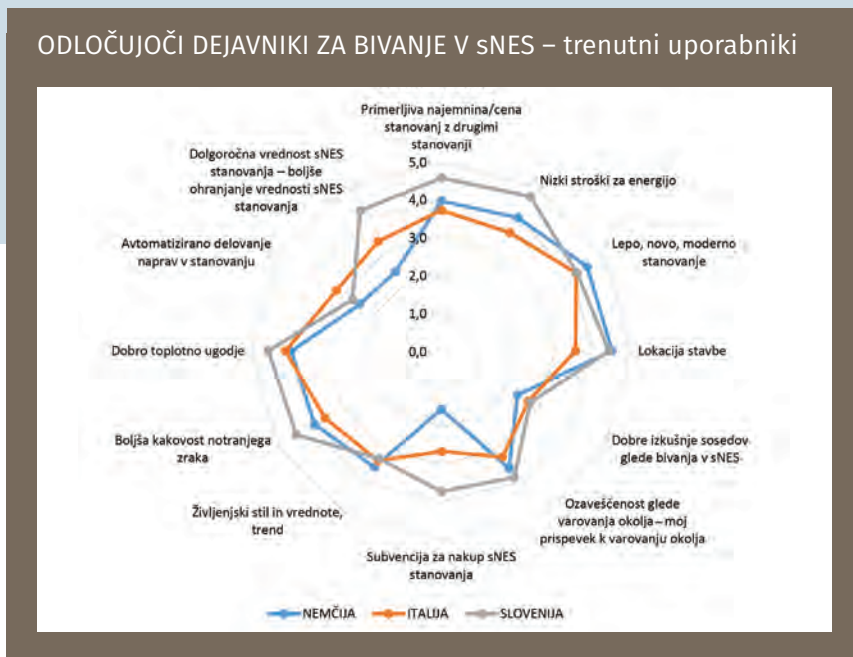 ODLOČUJOČI DEJAVNIKI ZA BIVANJE V sNES – trenutni uporabniki
Primerljiva najemnina/cena
stanovanj z drugimi
stanovanji
Nizki stroški za energijo
Lepo, novo, moderno
stanovanje
Lokacija stavbe
Dobre izkušnje sosedov
glede bivanja v sNES
Ozaveščenost glede
varovanja okolja – moj
prispevek k varovanju okolja
Subvencija za nakup sNES
stanovanja
Življenjski stil in vrednote,
trend
Boljša kakovost notranjega
zraka
Dobro toplotno ugodje
Avtomatizirano delovanje
naprav v stanovanju
Dolgoročna vrednost sNES
stanovanja – boljše
ohranjanje vrednosti sNES
stanovanja
5,0
4,0
3,0
2,0
1,0
0,0
NEMČIJA
ITALIJA
SLOVENIJA